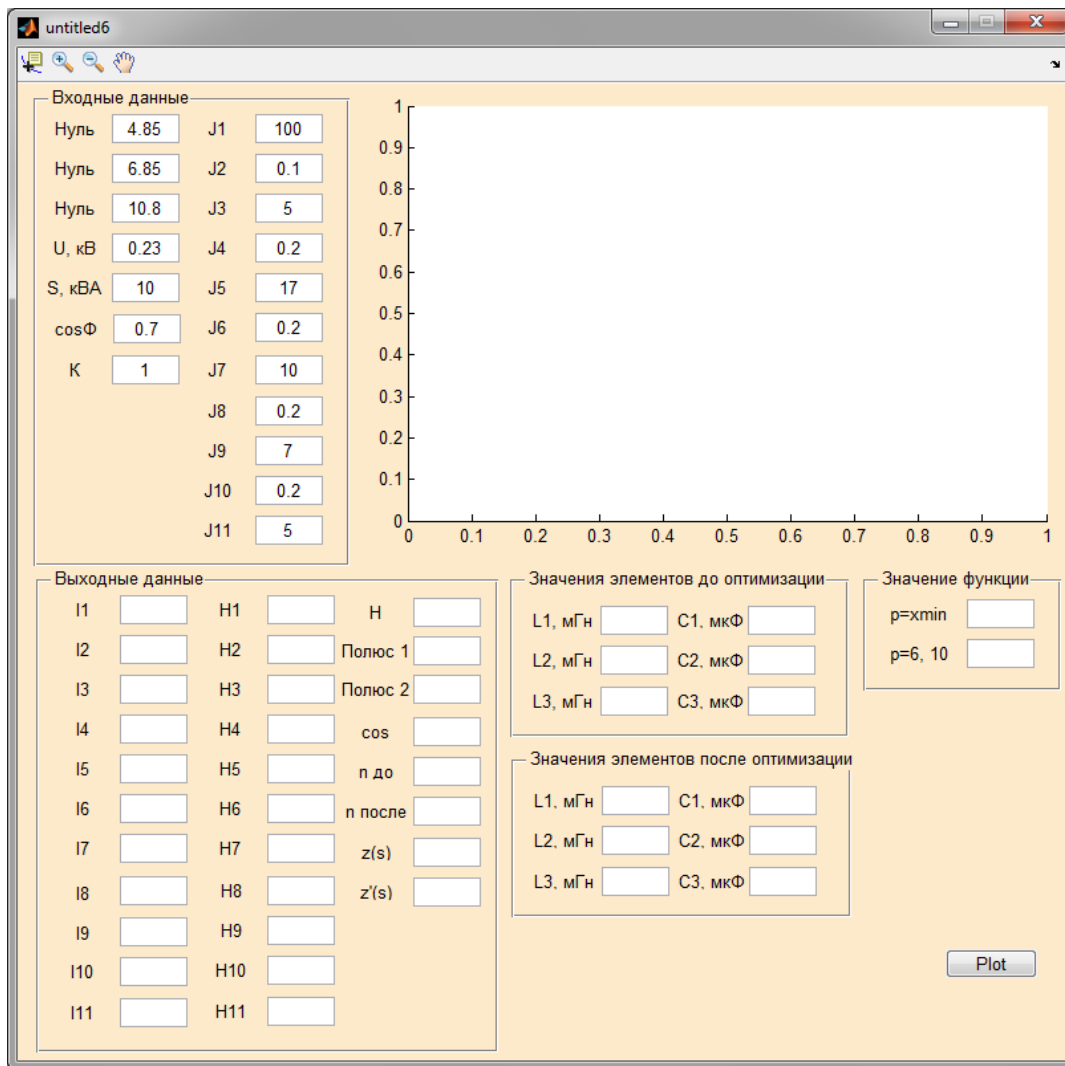 untitled6
Входные данные
Нуль 4.85 J1 100
Нуль 6.85 J2 0.1
Нуль 10.8 J3 5
U, кВ 0.23 J4 0.2
S, кВА 10 J5 17
cosФ 0.7 J6 0.2
К 1 J7 10
J8 0.2
J9 7
J10 0.2
J11 5
1
0.9
0.8
0.7
0.6
0.5
0.4
0.3
0.2
0.1
0
0 0.1 0.2 0.3 0.4 0.5 0.6 0.7 0.8 0.9 1
Выходные данные
I1 H1 H
I2 H2 Полюс 1
I3 H3 Полюс 2
I4 H4 cos
I5 H5 n до
I6 H6 n после
I7 H7 z(s)
I8 H8 z'(s)
I9 H9
I10 H10
I11 H11
Значения элементов до оптимизации
L1, мГн C1, мкФ
L2, мГн C2, мкФ
L3, мГн C3, мкФ
Значения элементов после оптимизации
L1, мГн C1, мкФ
L2, мГн C2, мкФ
L3, мГн C3, мкФ
Значение функции
p=xmin
p=6, 10
Plot